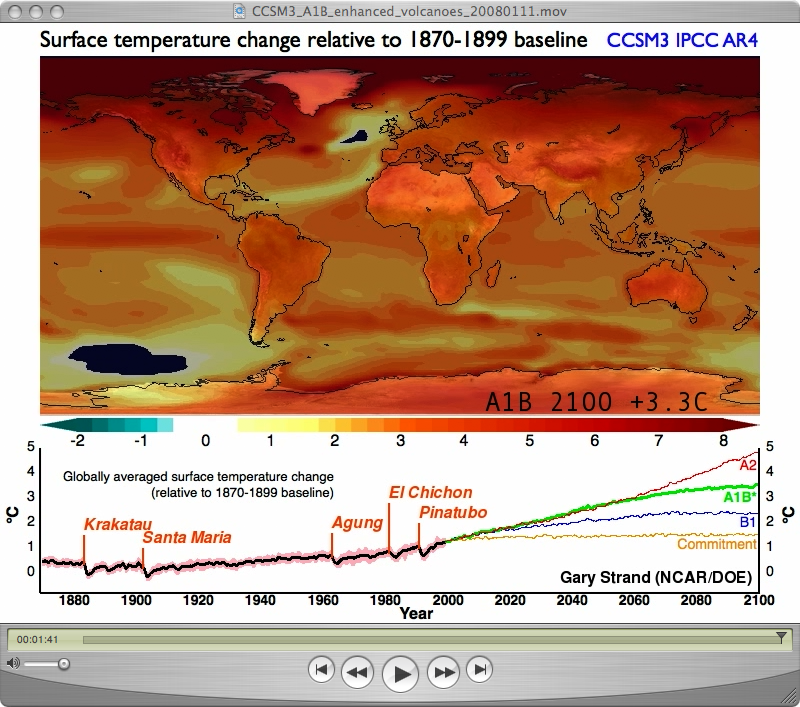 CCSM3_A1B_enhanced_volcanoes_20080111.mov
Surface temperature change relative to 1870-1899 baseline CCSM3 IPCC AR4
A1B 2100 +3.3C
-2 -1 0 1 2 3 4 5 6 7 8
5 5
4 4
3 3
2 2
1 1
0 0
°C °C
Globally averaged surface temperature change
(relative to 1870-1899 baseline)
Krakatau
Santa Maria
Agung
El Chichon
Pinatubo
A2
A1B*
B1
Commitment
Gary Strand (NCAR/DOE)
1880 1900 1920 1940 1960 1980 2000 2020 2040 2060 2080 2100
Year
00:01:41